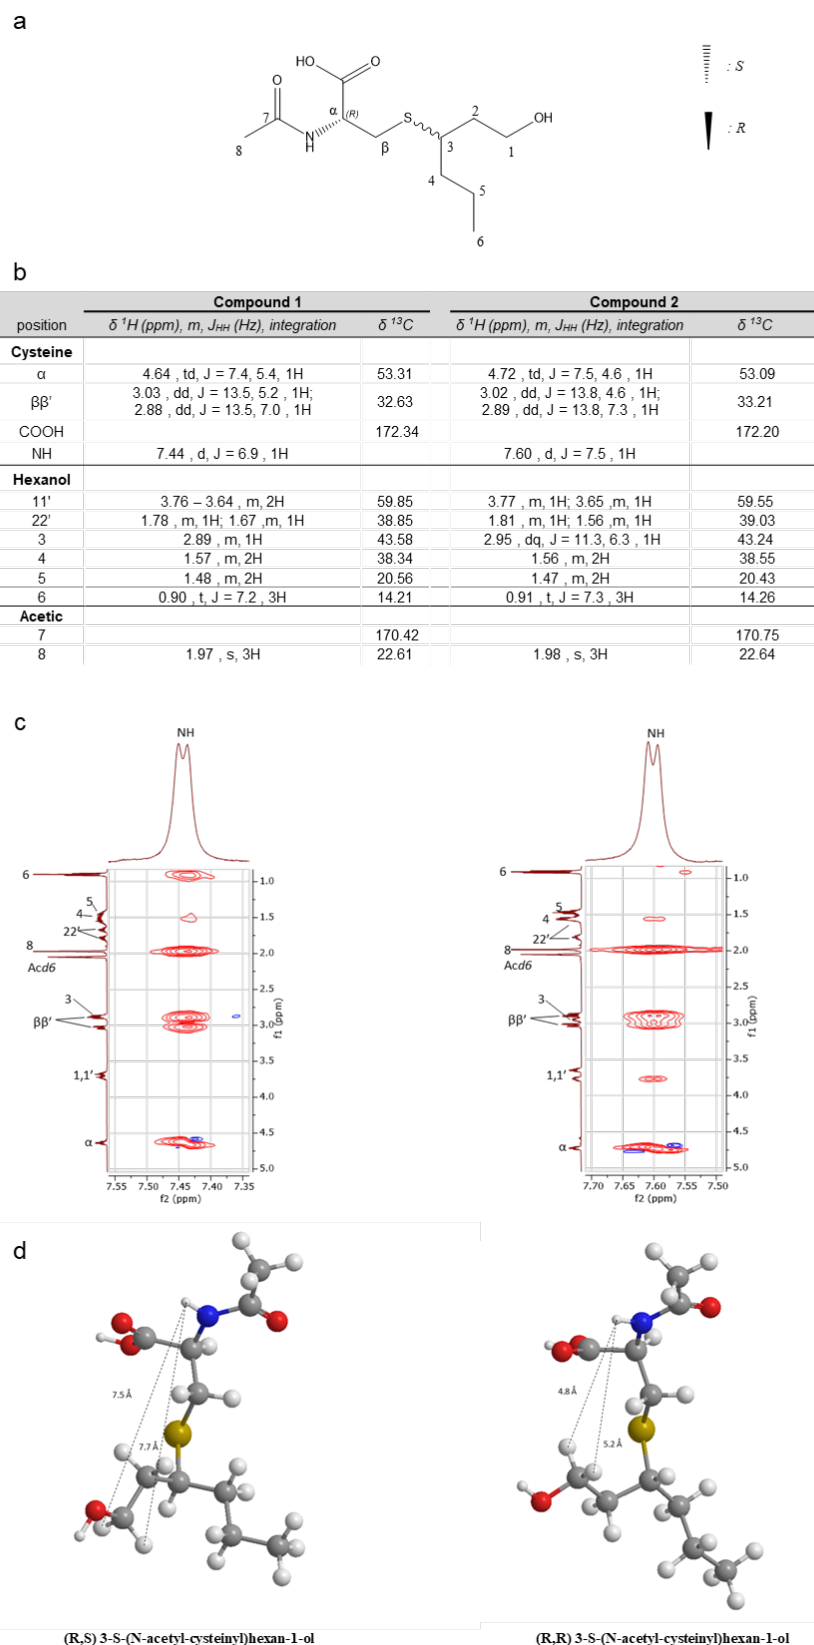 a
HO
O
O
7
α
(R)
S
2
OH
: S
8
N
H
β
3
1
4
5
6
: R
b
Compound 1 Compound 2
position δ ¹H (ppm), m, J_HH (Hz), integration δ ¹³C δ ¹H (ppm), m, J_HH (Hz), integration δ ¹³C
Cysteine
α 4.64 , td, J = 7.4, 5.4, 1H 53.31 4.72 , td, J = 7.5, 4.6 , 1H 53.09
ββ' 3.03 , dd, J = 13.5, 5.2 , 1H; 32.63 3.02 , dd, J = 13.8, 4.6 , 1H; 33.21
2.88 , dd, J = 13.5, 7.0 , 1H 2.89 , dd, J = 13.8, 7.3 , 1H
COOH 172.34 172.20
NH 7.44 , d, J = 6.9 , 1H 7.60 , d, J = 7.5 , 1H
Hexanol
11' 3.76 – 3.64 , m, 2H 59.85 3.77 , m, 1H; 3.65 ,m, 1H 59.55
22' 1.78 , m, 1H; 1.67 ,m, 1H 38.85 1.81 , m, 1H; 1.56 ,m, 1H 39.03
3 2.89 , m, 1H 43.58 2.95 , dq, J = 11.3, 6.3 , 1H 43.24
4 1.57 , m, 2H 38.34 1.56 , m, 2H 38.55
5 1.48 , m, 2H 20.56 1.47 , m, 2H 20.43
6 0.90 , t, J = 7.2 , 3H 14.21 0.91 , t, J = 7.3 , 3H 14.26
Acetic
7 170.42 170.75
8 1.97 , s, 3H 22.61 1.98 , s, 3H 22.64
c
NH
6
5
4
22'
8
Acd6
3
ββ'
1,1'
α
1.0
1.5
2.0
2.5
3.0
3.5
4.0
4.5
5.0
f1 (ppm)
7.55 7.50 7.45 7.40 7.35
f2 (ppm)
NH
6
5
4
22'
8
Acd6
3
ββ'
1,1'
α
1.0
1.5
2.0
2.5
3.0
3.5
4.0
4.5
5.0
f1 (ppm)
7.70 7.65 7.60 7.55 7.50
f2 (ppm)
d
7.5 Å
7.7 Å
4.8 Å
5.2 Å
(R,S) 3-S-(N-acetyl-cysteinyl)hexan-1-ol
(R,R) 3-S-(N-acetyl-cysteinyl)hexan-1-ol